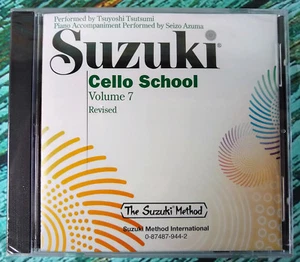 Performed by Tsuyoshi Tsutsumi
Piano Accompaniment Performed by Seizo Azuma
Suzuki®
Cello School
Volume 7
Revised
The Suzuki® Method
Suzuki Method International
0-87487-944-2